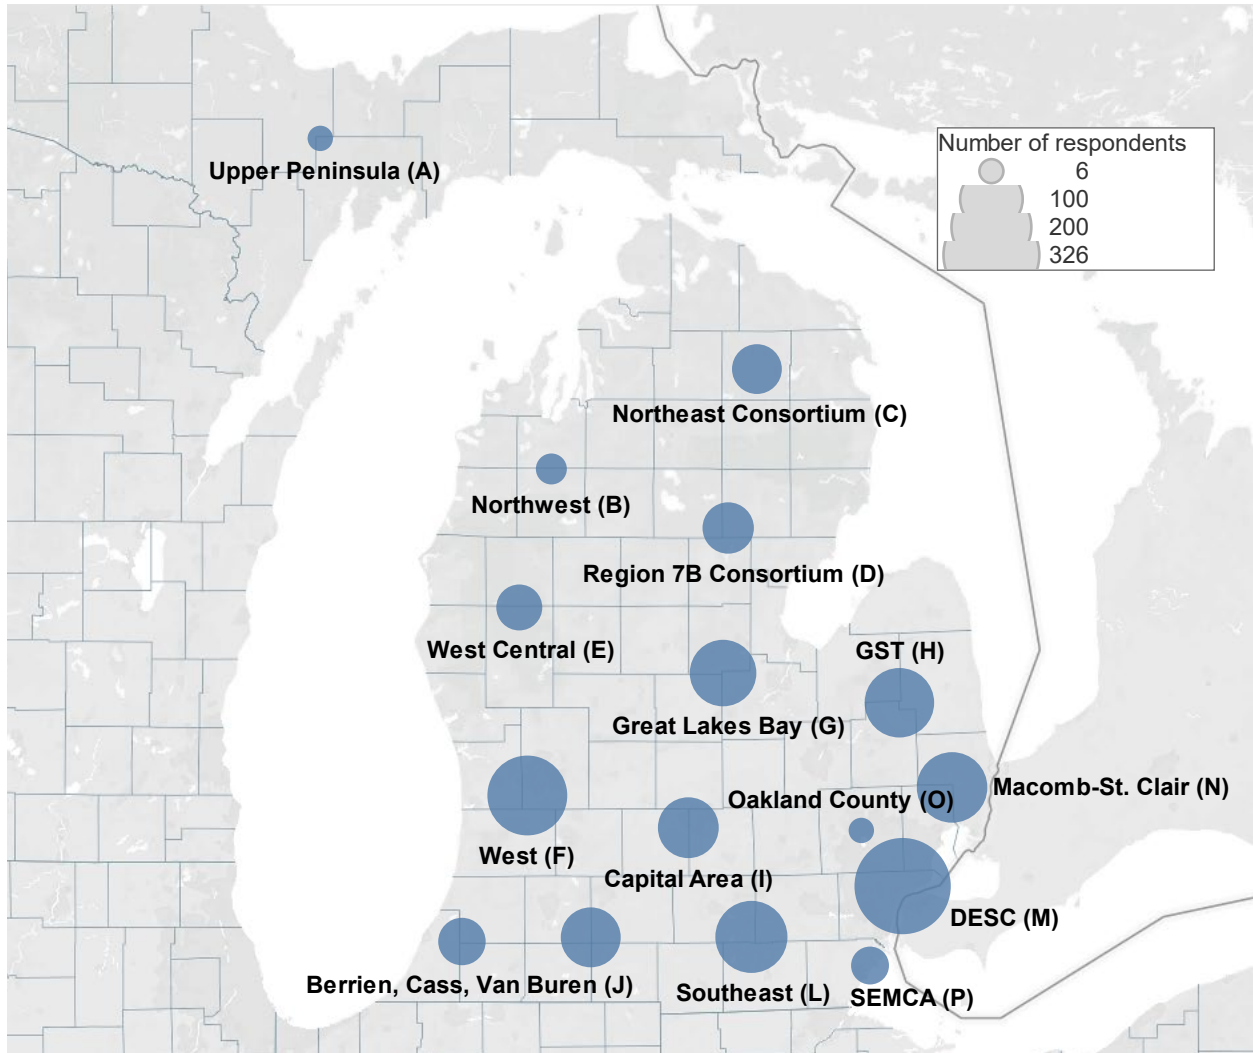 Number of respondents
6
100
200
326
Upper Peninsula (A)
Northeast Consortium (C)
Northwest (B)
Region 7B Consortium (D)
West Central (E)
GST (H)
Great Lakes Bay (G)
Macomb-St. Clair (N)
Oakland County (O)
West (F)
Capital Area (I)
DESC (M)
Berrien, Cass, Van Buren (J)
Southeast (L)
SEMCA (P)